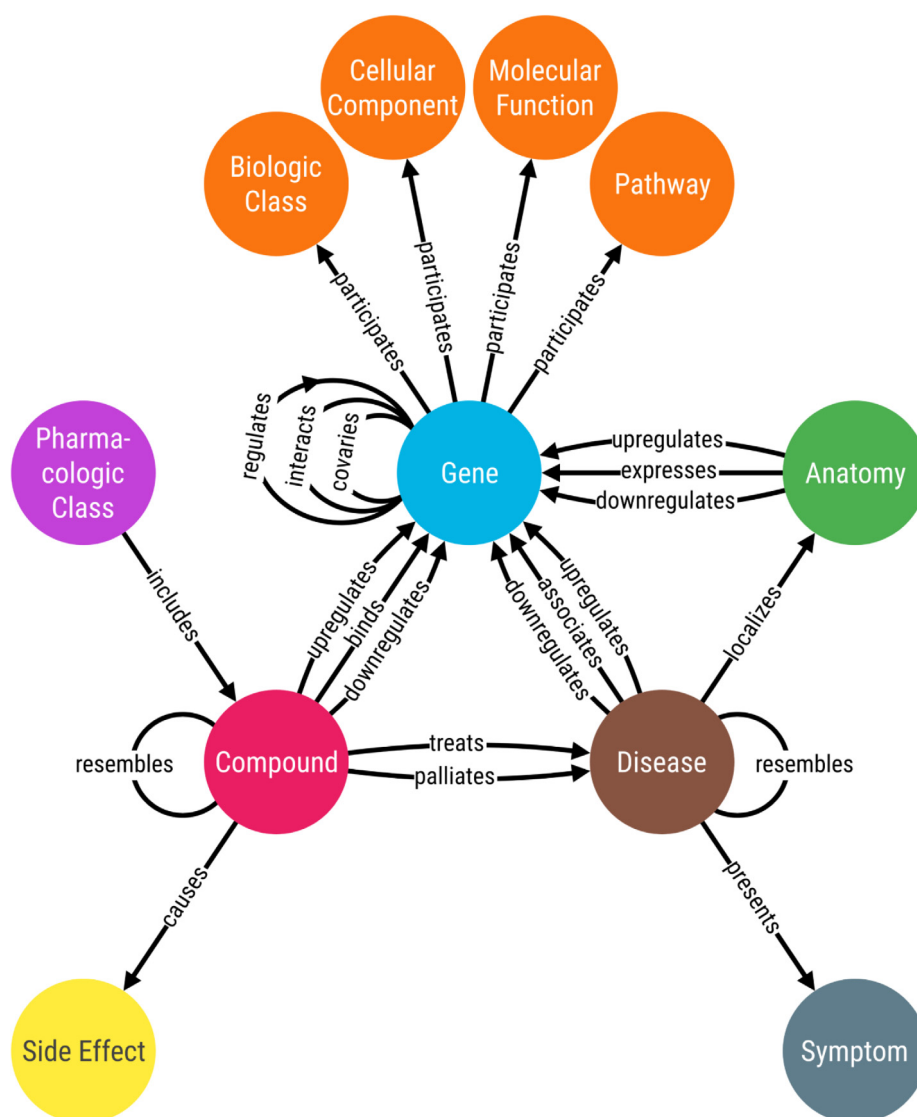 Cellular
Component
Molecular
Function
Biologic
Class
Pathway
participates
participates
participates
participates
regulates
interacts
covaries
Pharma-
cologic
Class
Gene
upregulates
expresses
downregulates
Anatomy
includes
upregulates
binds
downregulates
downregulates
associates
upregulates
localizes
resembles
Compound
treats
palliates
Disease
resembles
causes
presents
Side Effect
Symptom